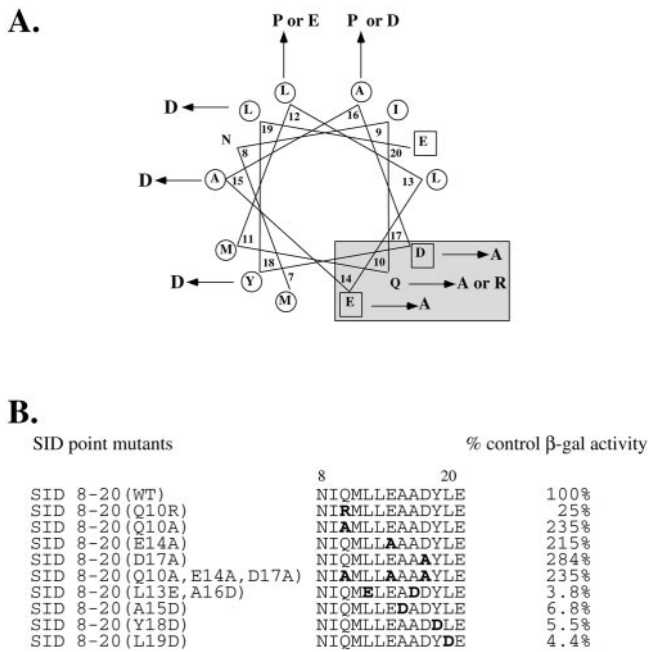 A.
P or E P or D
D L L A I
12 16
19 9
N 8 20 E
D A 15 13 L
M 11 17 D A
18 10 Q A or R
D Y 7 14
M E A
B.
SID point mutants % control β-gal activity
8 20
SID 8-20(WT) NIQMLLEAADYLE 100%
SID 8-20(Q10R) NIRMLLEAADYLE 25%
SID 8-20(Q10A) NIAMLLEAADYLE 235%
SID 8-20(E14A) NIQMLLAAADYLE 215%
SID 8-20(D17A) NIQMLLEAAAYLE 284%
SID 8-20(Q10A,E14A,D17A) NIAMLLAAAAYLE 235%
SID 8-20(L13E,A16D) NIQMELEADDYLE 3.8%
SID 8-20(A15D) NIQMLLEDADYLE 6.8%
SID 8-20(Y18D) NIQMLLEAADDLE 5.5%
SID 8-20(L19D) NIQMLLEAADYDE 4.4%